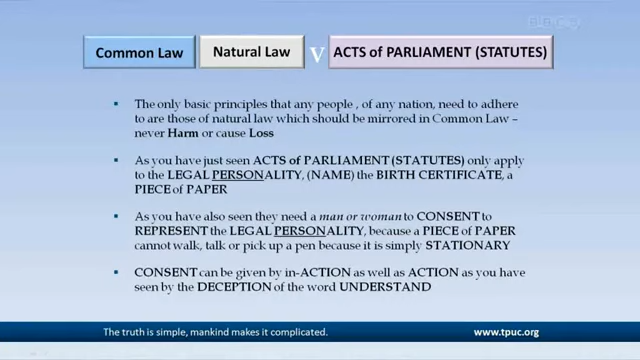 Common Law
Natural Law
V
ACTS of PARLIAMENT (STATUTES)
▪ The only basic principles that any people , of any nation, need to adhere
to are those of natural law which should be mirrored in Common Law –
never Harm or cause Loss
▪ As you have just seen ACTS of PARLIAMENT (STATUTES) only apply
to the LEGAL PERSONALITY, (NAME) the BIRTH CERTIFICATE, a
PIECE of PAPER
▪ As you have also seen they need a man or woman to CONSENT to
REPRESENT the LEGAL PERSONALITY, because a PIECE of PAPER
cannot walk, talk or pick up a pen because it is simply STATIONARY
▪ CONSENT can be given by in-ACTION as well as ACTION as you have
seen by the DECEPTION of the word UNDERSTAND
The truth is simple, mankind makes it complicated.
www.tpuc.org